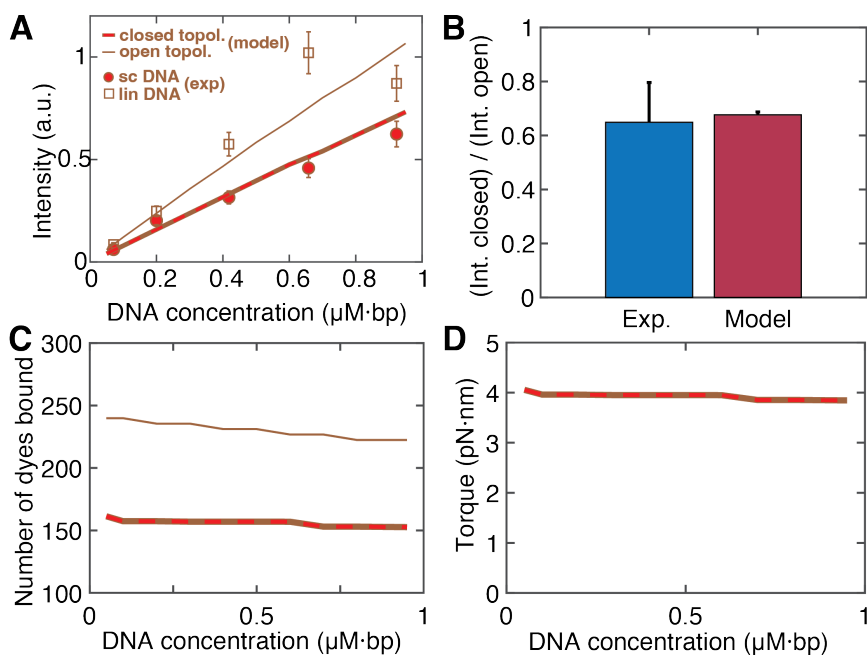 A
closed topol.
open topol.
(model)
sc DNA
lin DNA
(exp)
Intensity (a.u.)
1
0.5
0
0
0.2
0.4
0.6
0.8
1
DNA concentration (µM·bp)
B
(Int. closed) / (Int. open)
1
0.8
0.6
0.4
0.2
0
Exp.
Model
C
Number of dyes bound
300
250
200
150
100
0
0.5
1
DNA concentration (µM·bp)
D
Torque (pN·nm)
5
4
3
2
1
0
0
0.5
1
DNA concentration (µM·bp)